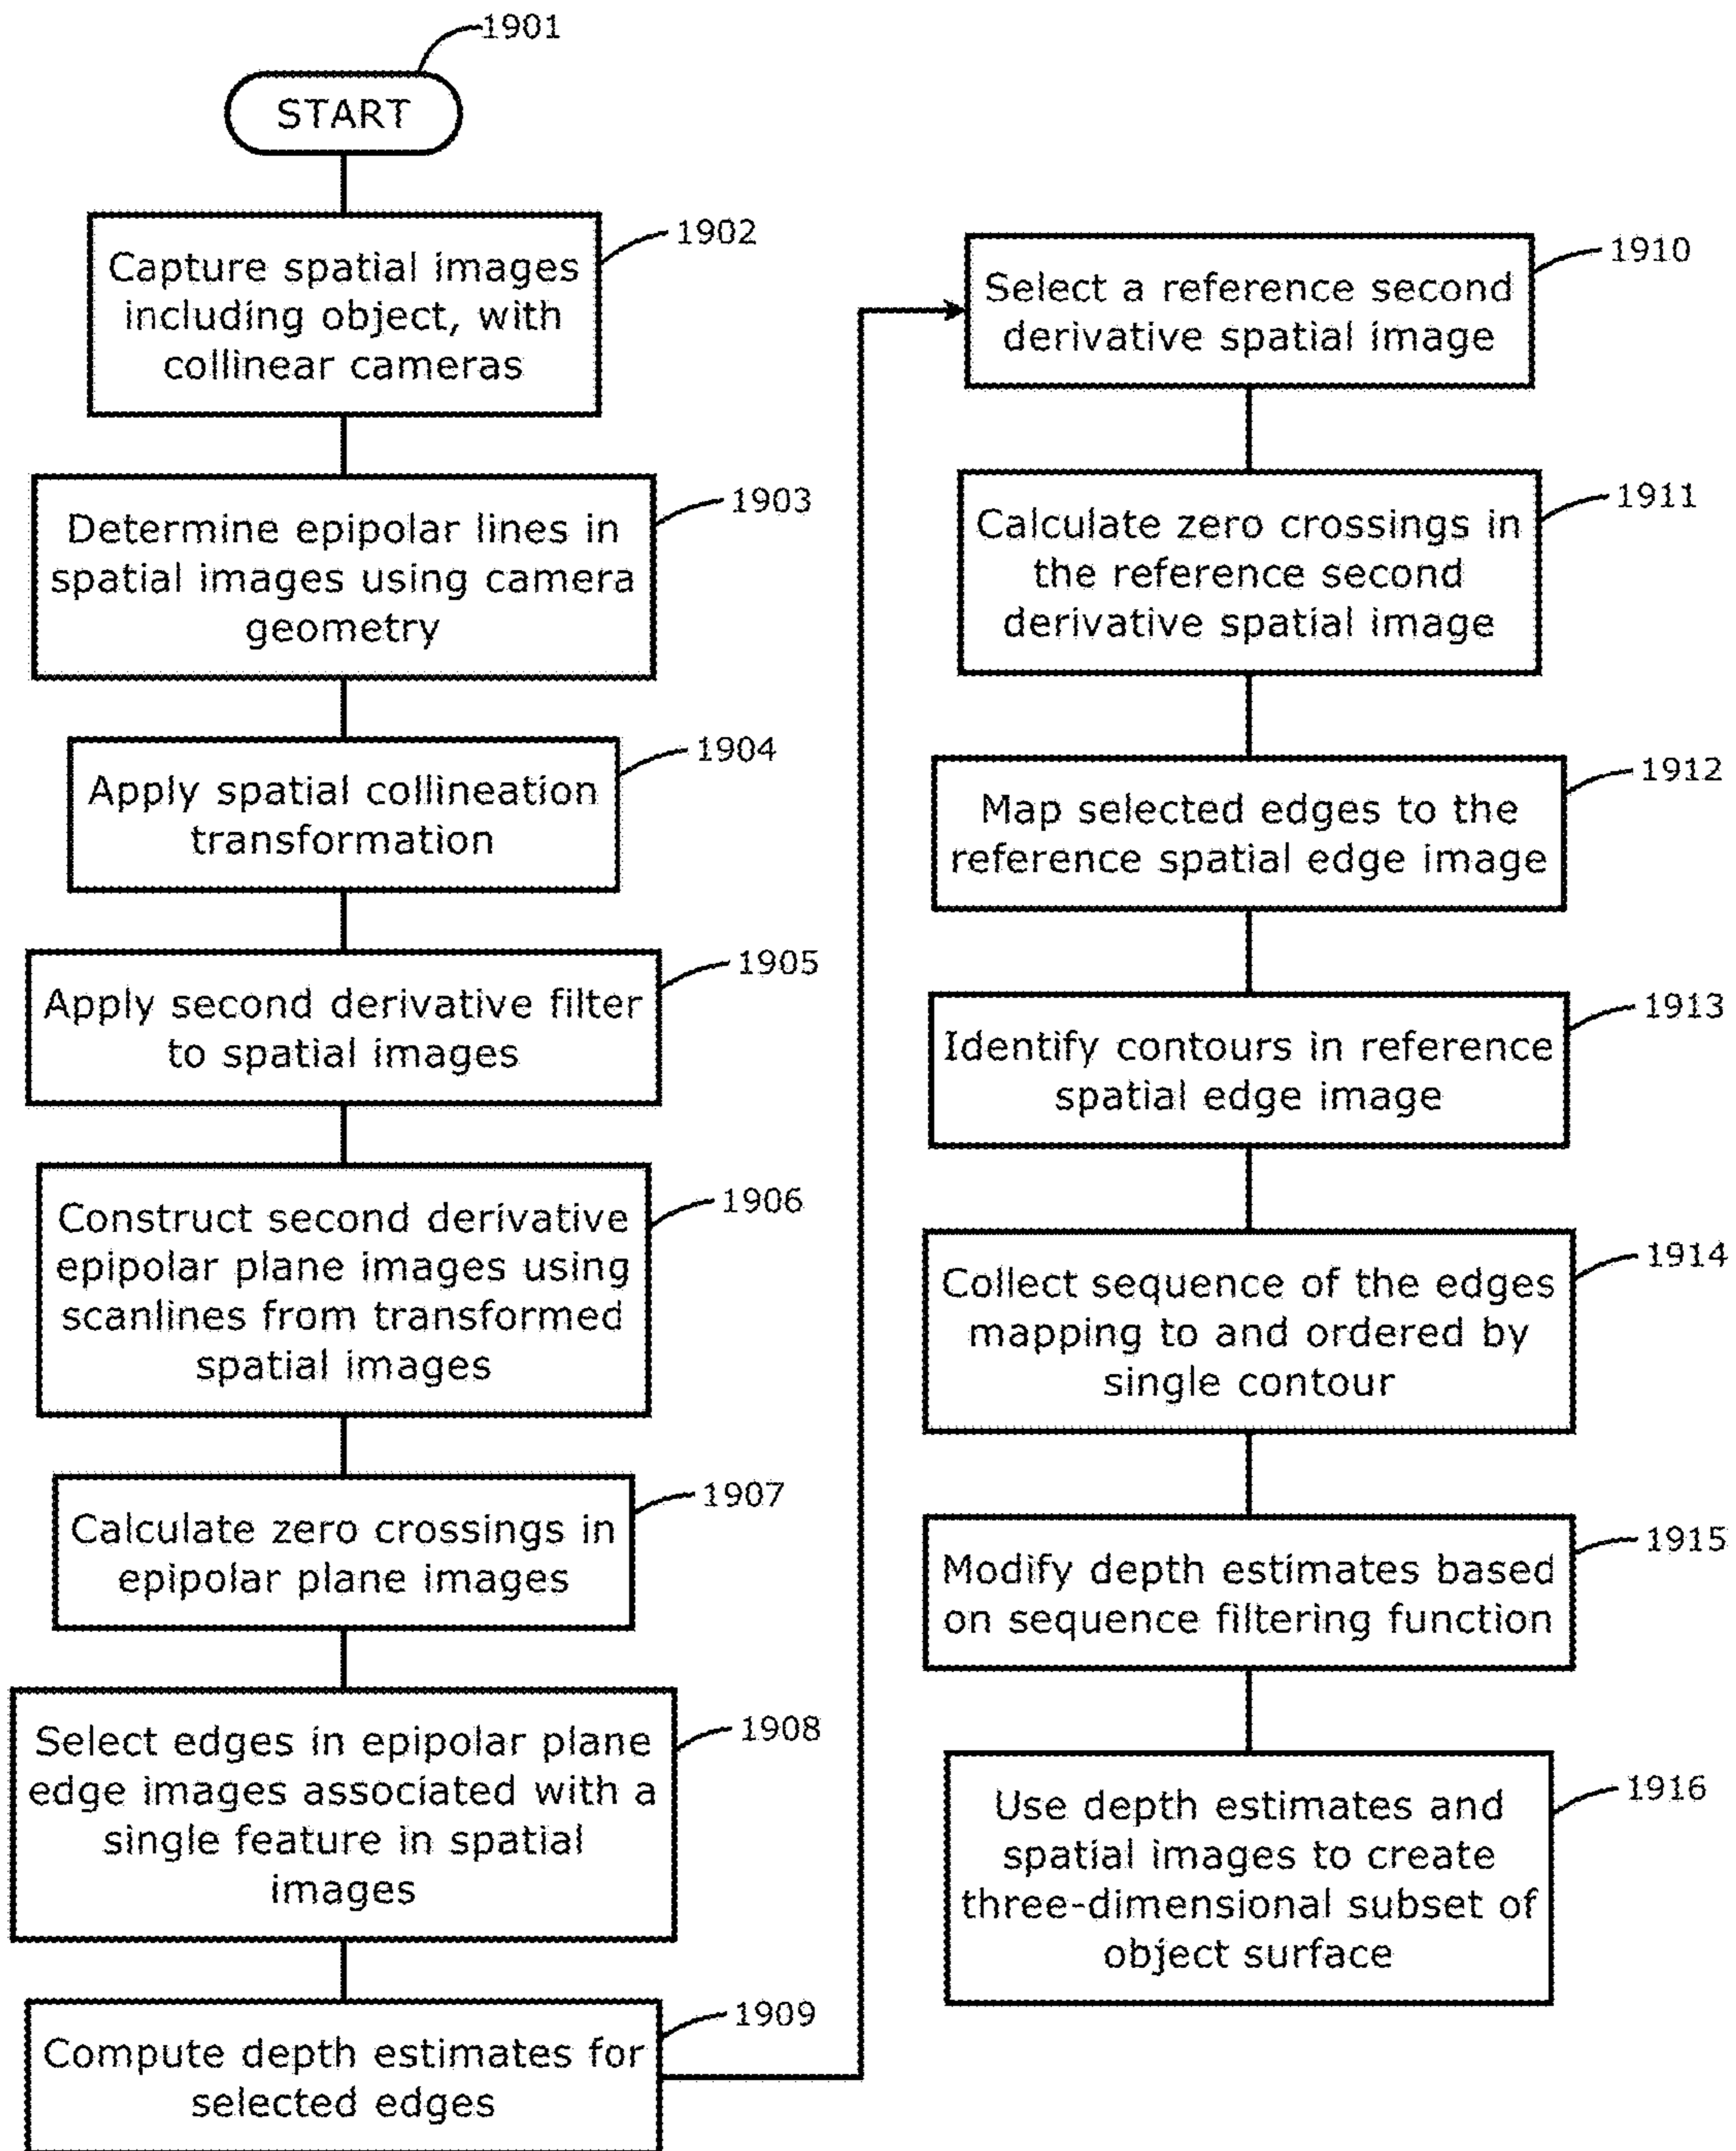 1901
START
1902
Capture spatial images
including object, with
collinear cameras
1903
Determine epipolar lines in
spatial images using camera
geometry
1904
Apply spatial collineation
transformation
1905
Apply second derivative filter
to spatial images
1906
Construct second derivative
epipolar plane images using
scanlines from transformed
spatial images
1907
Calculate zero crossings in
epipolar plane images
1908
Select edges in epipolar plane
edge images associated with a
single feature in spatial
images
1909
Compute depth estimates for
selected edges
1910
Select a reference second
derivative spatial image
1911
Calculate zero crossings in
the reference second
derivative spatial image
1912
Map selected edges to the
reference spatial edge image
1913
Identify contours in reference
spatial edge image
1914
Collect sequence of the edges
mapping to and ordered by
single contour
1915
Modify depth estimates based
on sequence filtering function
1916
Use depth estimates and
spatial images to create
three-dimensional subset of
object surface